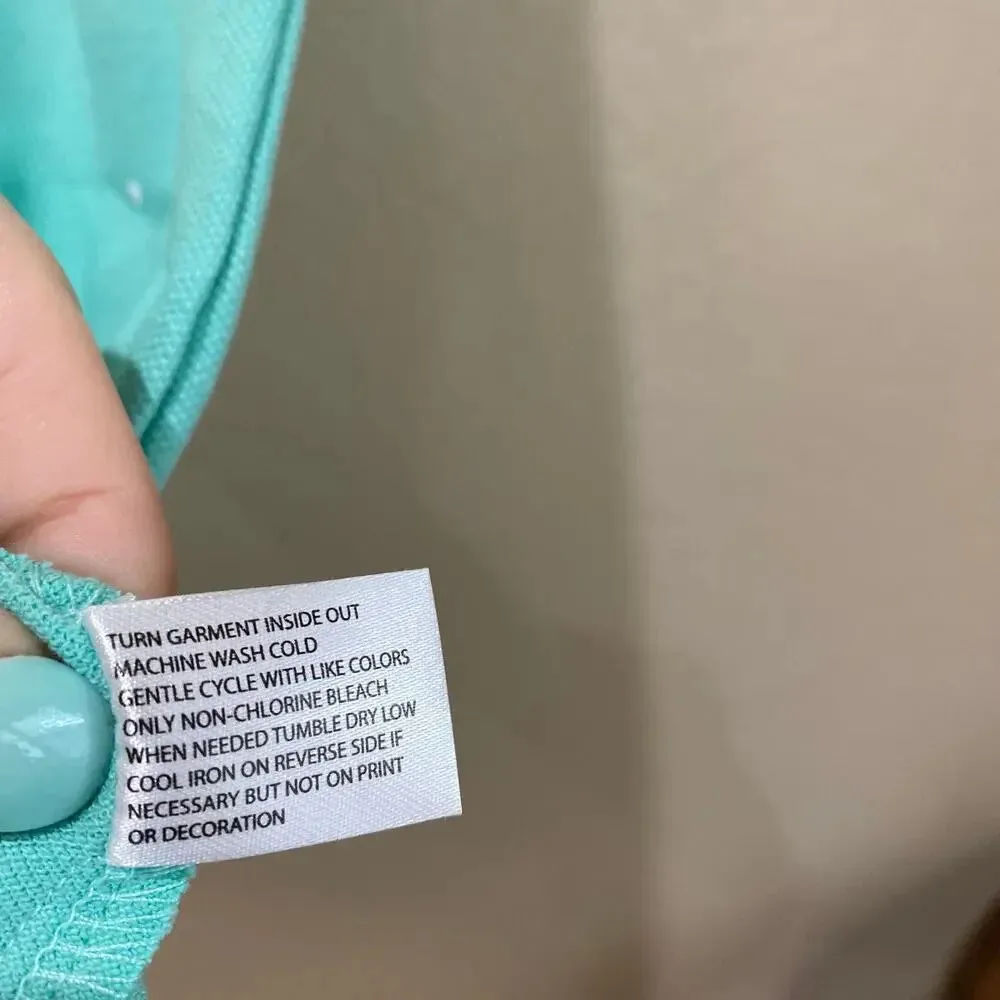 TURN GARMENT INSIDE OUT
MACHINE WASH COLD
GENTLE CYCLE WITH LIKE COLORS
ONLY NON-CHLORINE BLEACH
WHEN NEEDED TUMBLE DRY LOW
COOL IRON ON REVERSE SIDE IF
NECESSARY BUT NOT ON PRINT
OR DECORATION